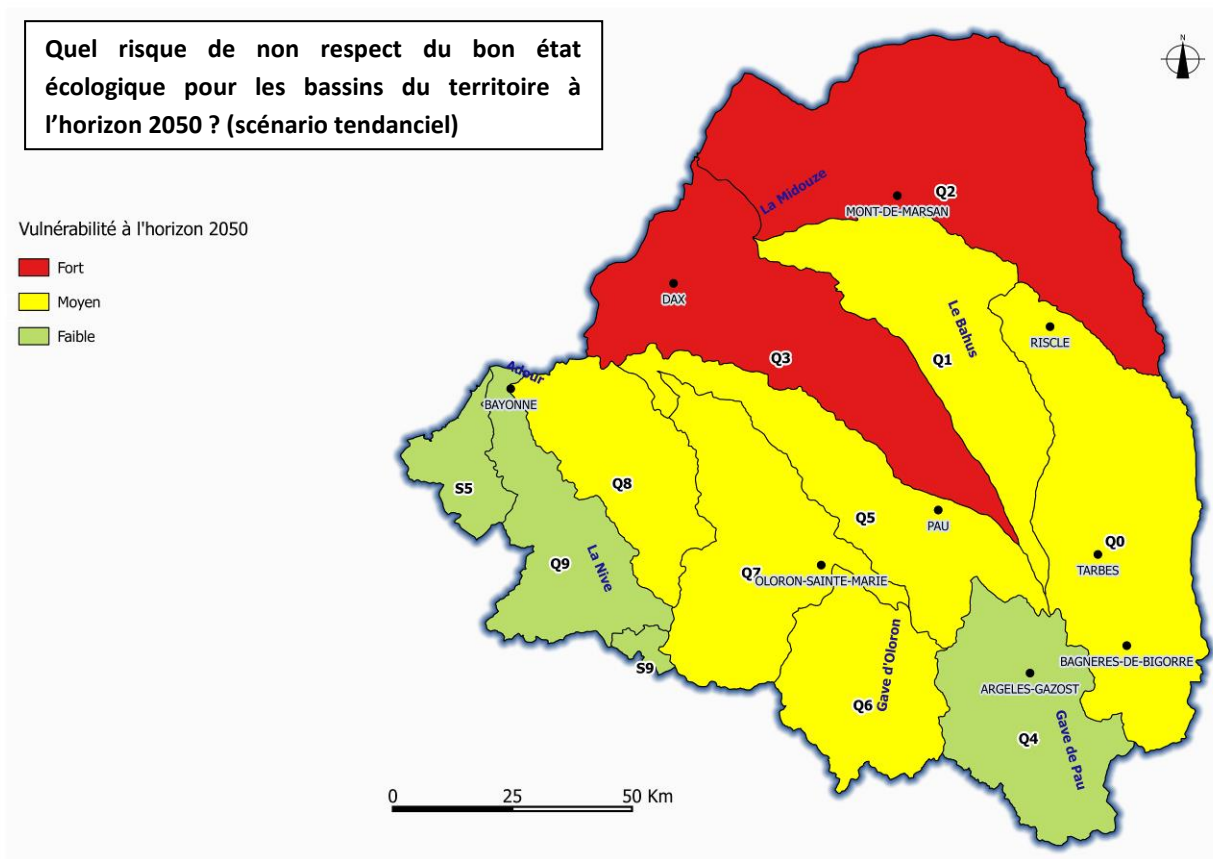 Quel risque de non respect du bon état
écologique pour les bassins du territoire à
l'horizon 2050 ? (scénario tendanciel)
N
Vulnérabilité à l'horizon 2050
Fort
Moyen
Faible
La Midouze
Q2
MONT-DE-MARSAN
DAX
Le Bahus
RISCLE
Q3
Q1
Adour
BAYONNE
S5
Q8
Q5
PAU
Q9
La Nive
Q7
OLORON-SAINTE-MARIE
Q0
TARBES
S9
Gave d'Oloron
BAGNERES-DE-BIGORRE
ARGELES-GAZOST
Q6
Q4
Gave de Pau
0 25 50 Km